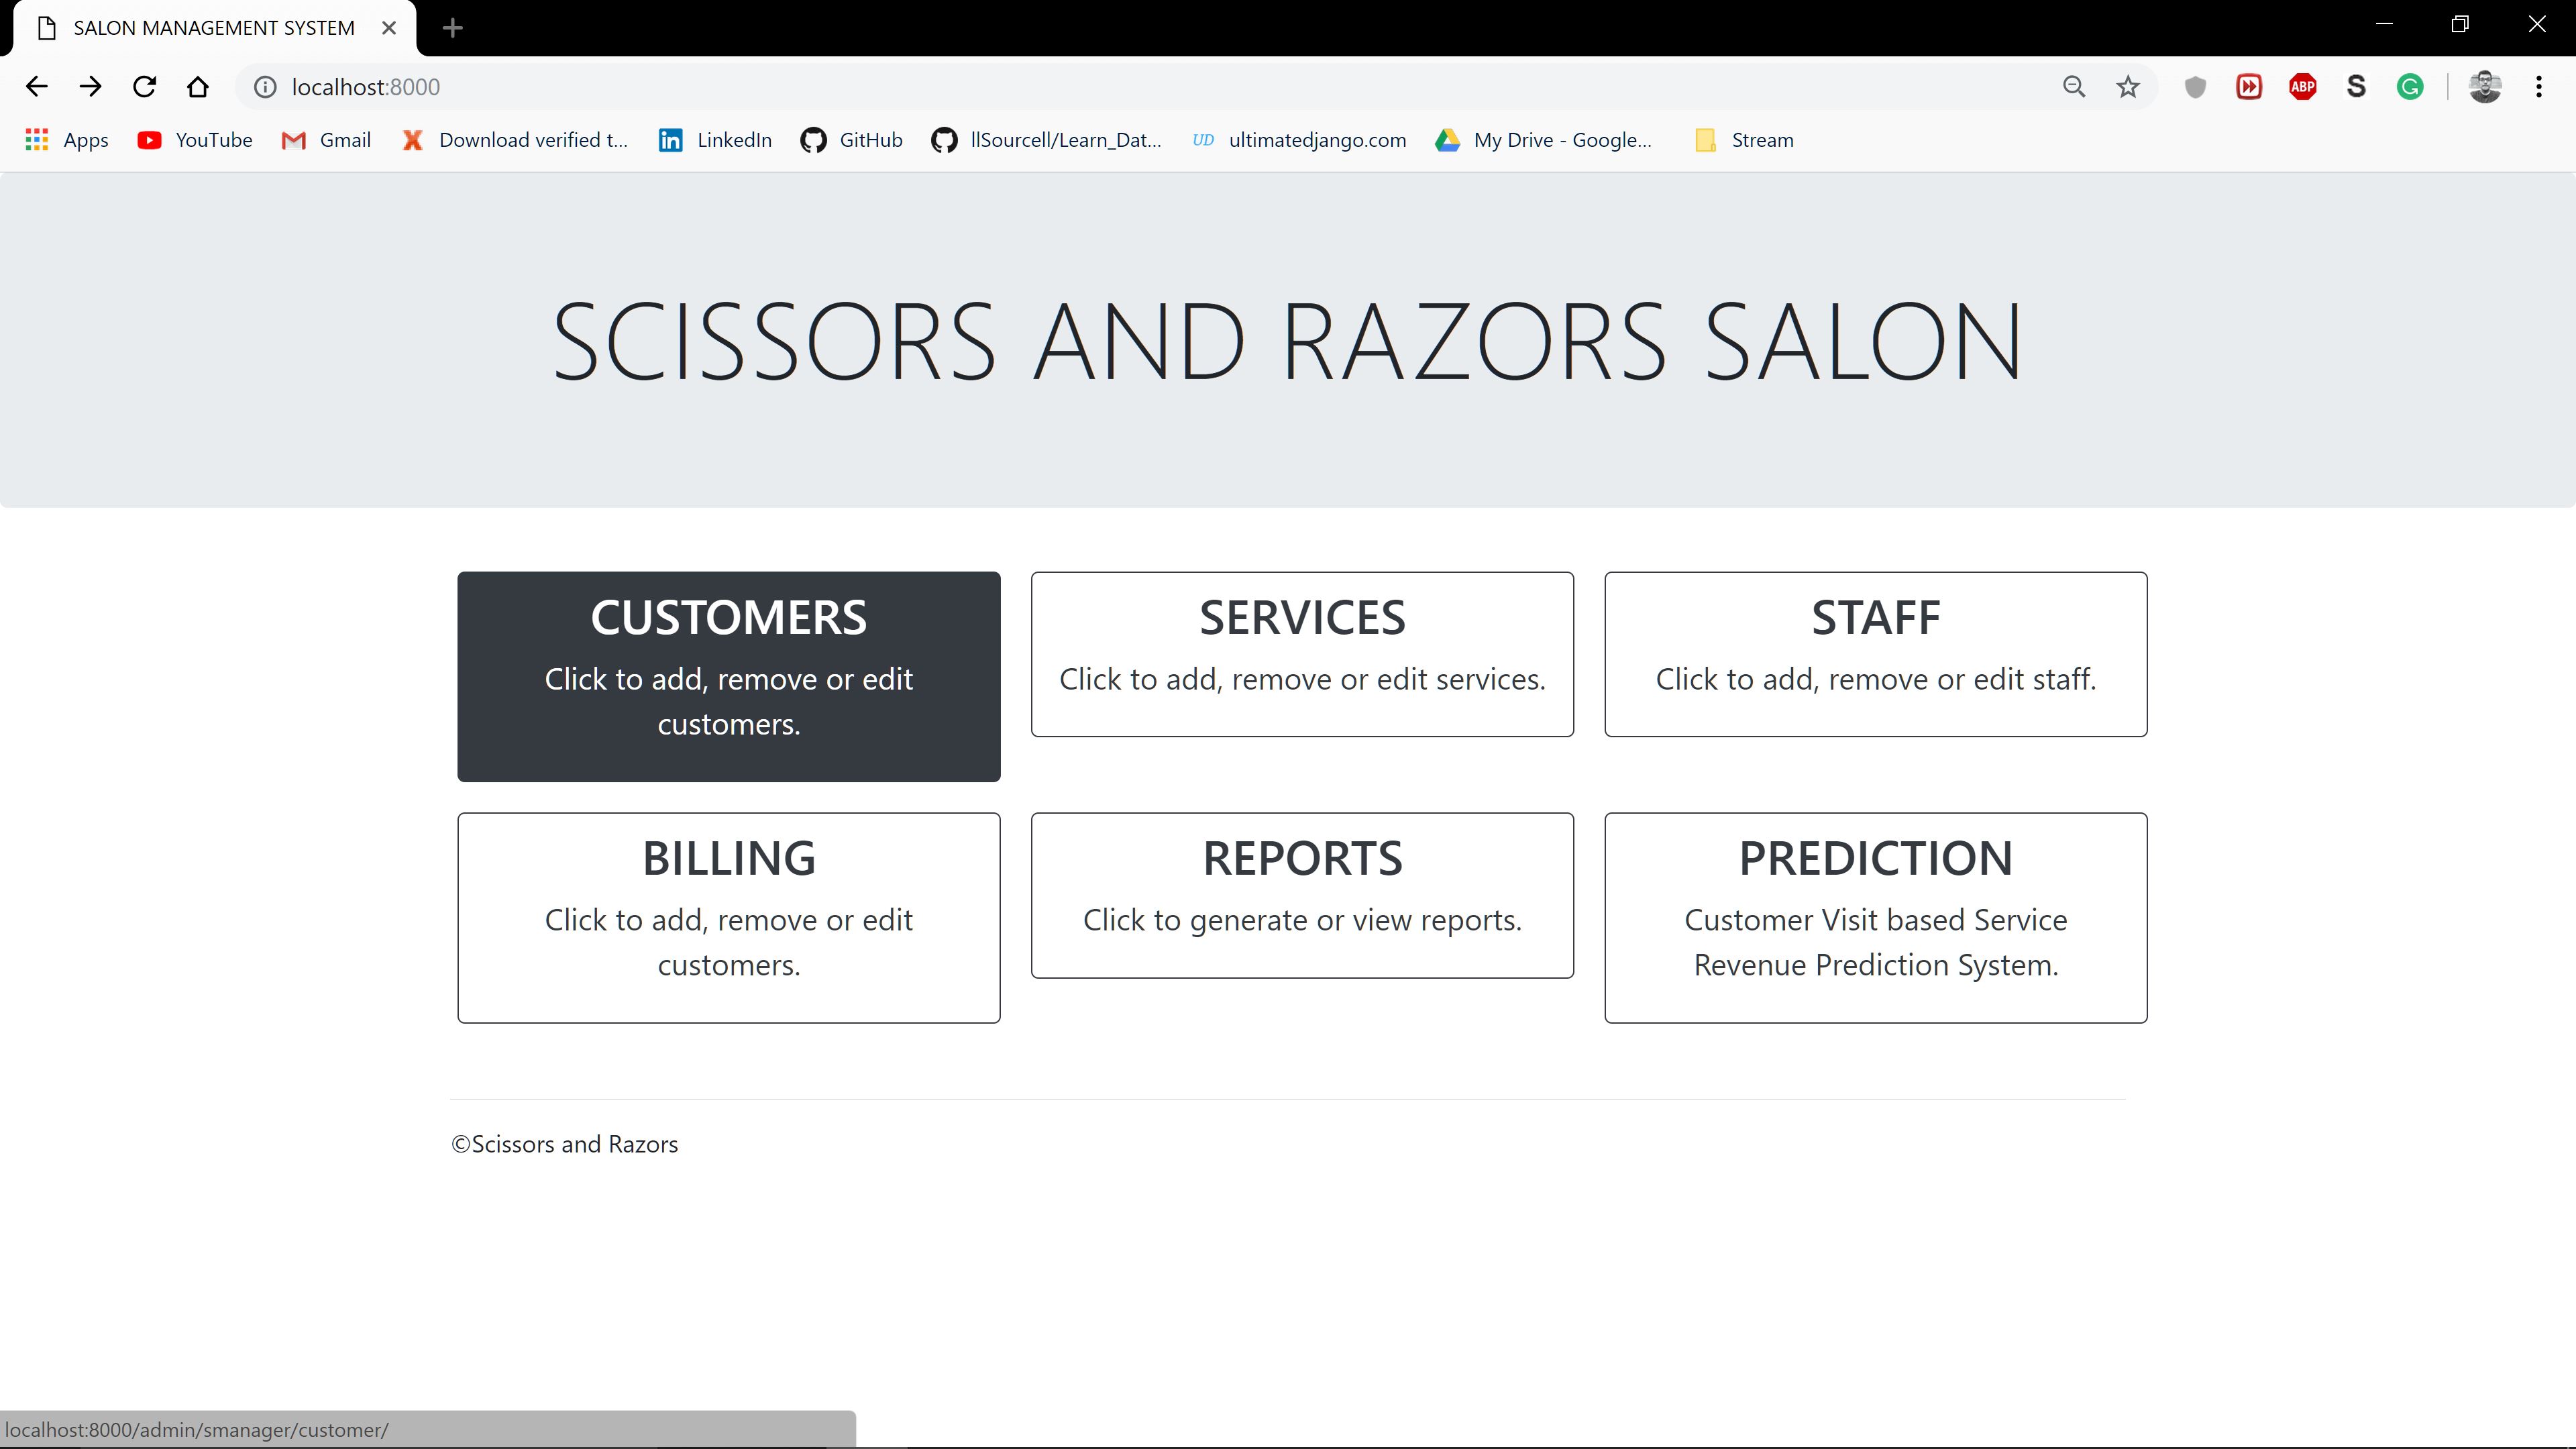 SALON MANAGEMENT SYSTEM
localhost:8000
ABP
S
G
Apps
YouTube
Gmail
Download verified t...
in
LinkedIn
GitHub
llSourcell/Learn_Dat...
UD
ultimatedjango.com
My Drive - Google...
Stream
SCISSORS AND RAZORS SALON
CUSTOMERS
Click to add, remove or edit
customers.
SERVICES
Click to add, remove or edit services.
STAFF
Click to add, remove or edit staff.
BILLING
Click to add, remove or edit
customers.
REPORTS
Click to generate or view reports.
PREDICTION
Customer Visit based Service
Revenue Prediction System.
©Scissors and Razors
localhost:8000/admin/smanager/customer/